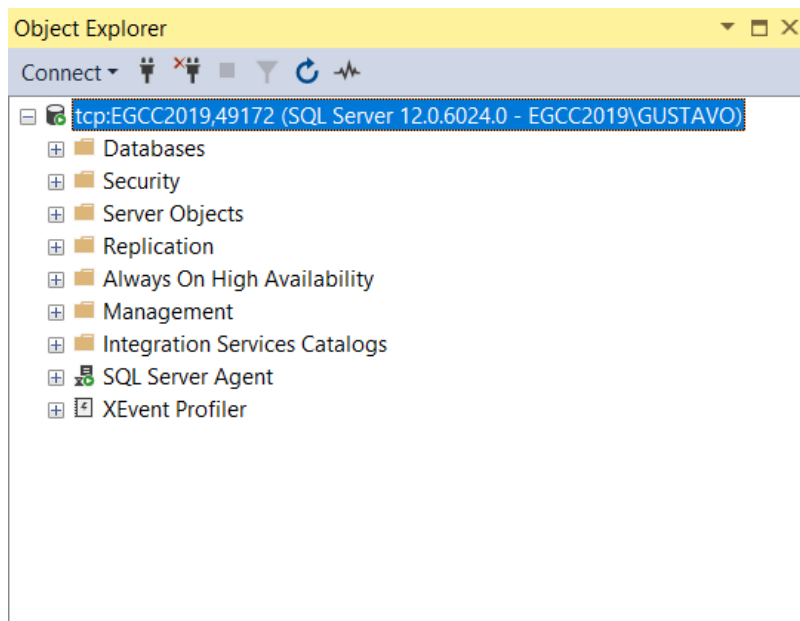 Object Explorer
Connect
tcp:EGCC2019,49172 (SQL Server 12.0.6024.0 - EGCC2019\GUSTAVO)
Databases
Security
Server Objects
Replication
Always On High Availability
Management
Integration Services Catalogs
SQL Server Agent
XEvent Profiler